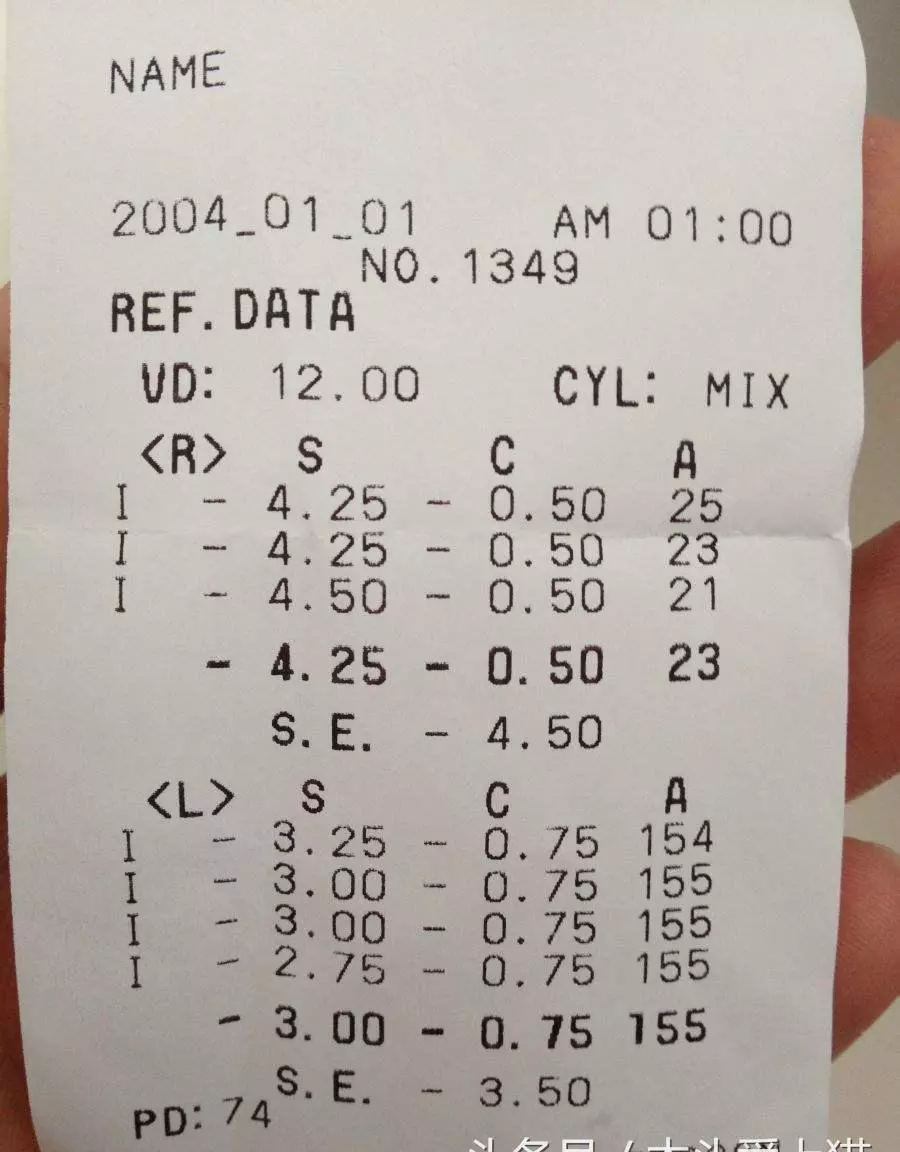 NAME
2004_01_01 AM 01:00
NO. 1349
REF. DATA
VD: 12.00 CYL: MIX
<R> S C A
I - 4.25 - 0.50 25
I - 4.25 - 0.50 23
I - 4.50 - 0.50 21
- 4.25 - 0.50 23
S.E. - 4.50
<L> S C A
I - 3.25 - 0.75 154
I - 3.00 - 0.75 155
I - 3.00 - 0.75 155
I - 2.75 - 0.75 155
- 3.00 - 0.75 155
S.E. - 3.50
PD: 74